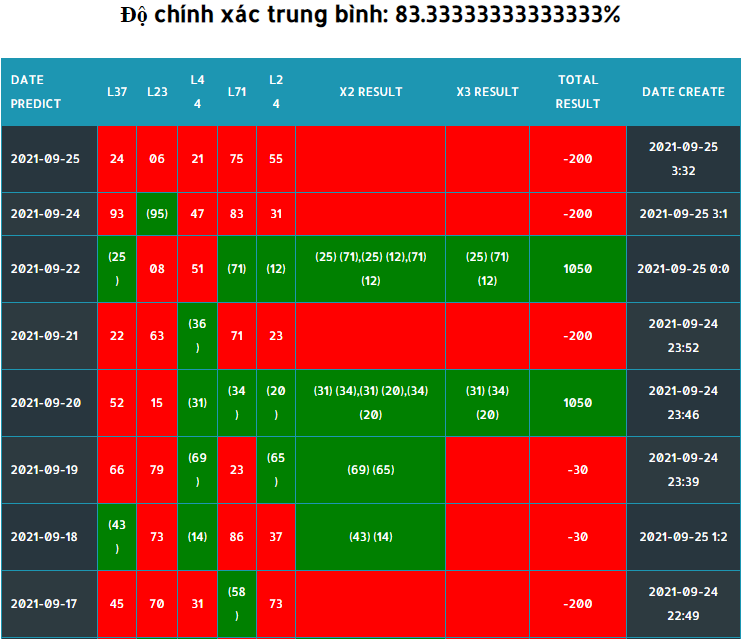 Độ chính xác trung bình: 83.33333333333333%
DATE PREDICT L37 L23 L4 4 L71 L2 4 X2 RESULT X3 RESULT TOTAL RESULT DATE CREATE
2021-09-25 24 06 21 75 55 -200 2021-09-25 3:32
2021-09-24 93 (95) 47 83 31 -200 2021-09-25 3:1
2021-09-22 (25 ) 08 51 (71) (12) (25) (71),(25) (12),(71) (12) (25) (71) (12) 1050 2021-09-25 0:0
2021-09-21 22 63 (36 ) 71 23 -200 2021-09-24 23:52
2021-09-20 52 15 (31) (34 ) (20 ) (31) (34),(31) (20),(34) (20) (31) (34) (20) 1050 2021-09-24 23:46
2021-09-19 66 79 (69 ) 23 (65 ) (69) (65) -30 2021-09-24 23:39
2021-09-18 (43 ) 73 (14) 86 37 (43) (14) -30 2021-09-25 1:2
2021-09-17 45 70 31 (58 ) 73 -200 2021-09-24 22:49